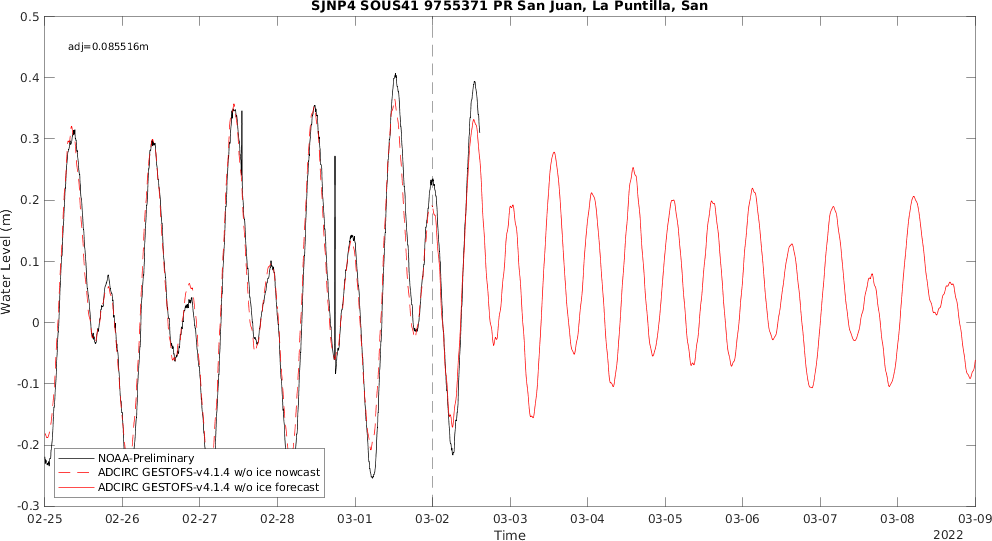 SJNP4 SOUS41 9755371 PR San Juan, La Puntilla, San
0.5
adj=0.085516m
0.4
0.3
0.2
0.1
0
-0.1
-0.2
-0.3
Water Level (m)
NOAA-Preliminary
ADCIRC GESTOFS-v4.1.4 w/o ice nowcast
ADCIRC GESTOFS-v4.1.4 w/o ice forecast
02-25 02-26 02-27 02-28 03-01 03-02 03-03 03-04 03-05 03-06 03-07 03-08 03-09
Time
2022